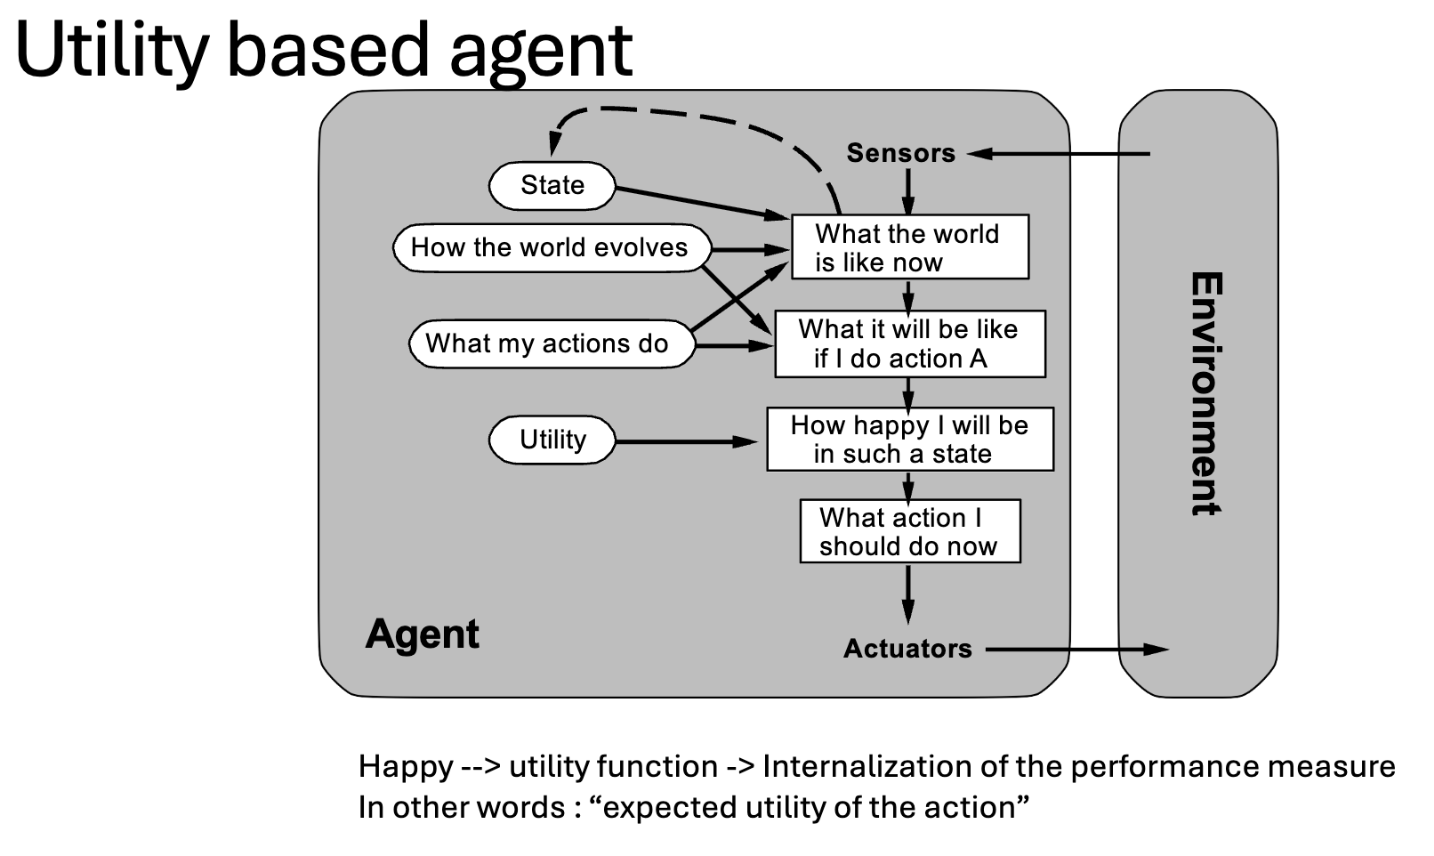 Utility based agent
Sensors
State
What the world
is like now
How the world evolves
What it will be like
if I do action A
What my actions do
How happy I will be
in such a state
Utility
What action I
should do now
Environment
Agent
Actuators
Happy --> utility function -> Internalization of the performance measure
In other words : “expected utility of the action”